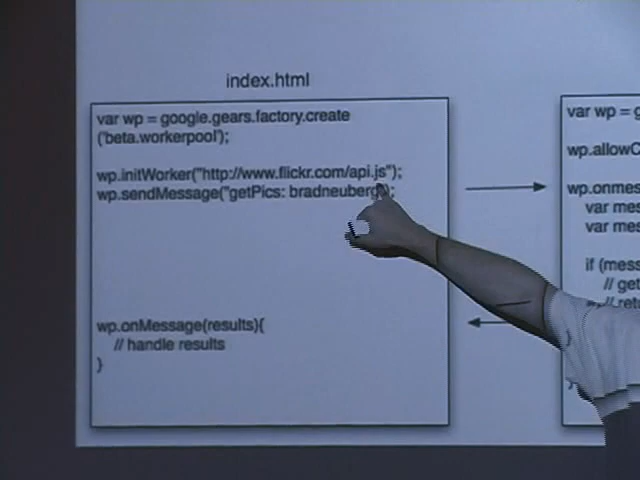 index.html
var wp = google.gears.factory.create
('beta.workerpool');
wp.initWorker("http://www.flickr.com/api.js");
wp.sendMessage("getPics:
wp.onMessage(results){
// handle results
}
var wp = g
wp.allowC
wp.onmes
var mes
var mes
if (mess
// get
// ret
}